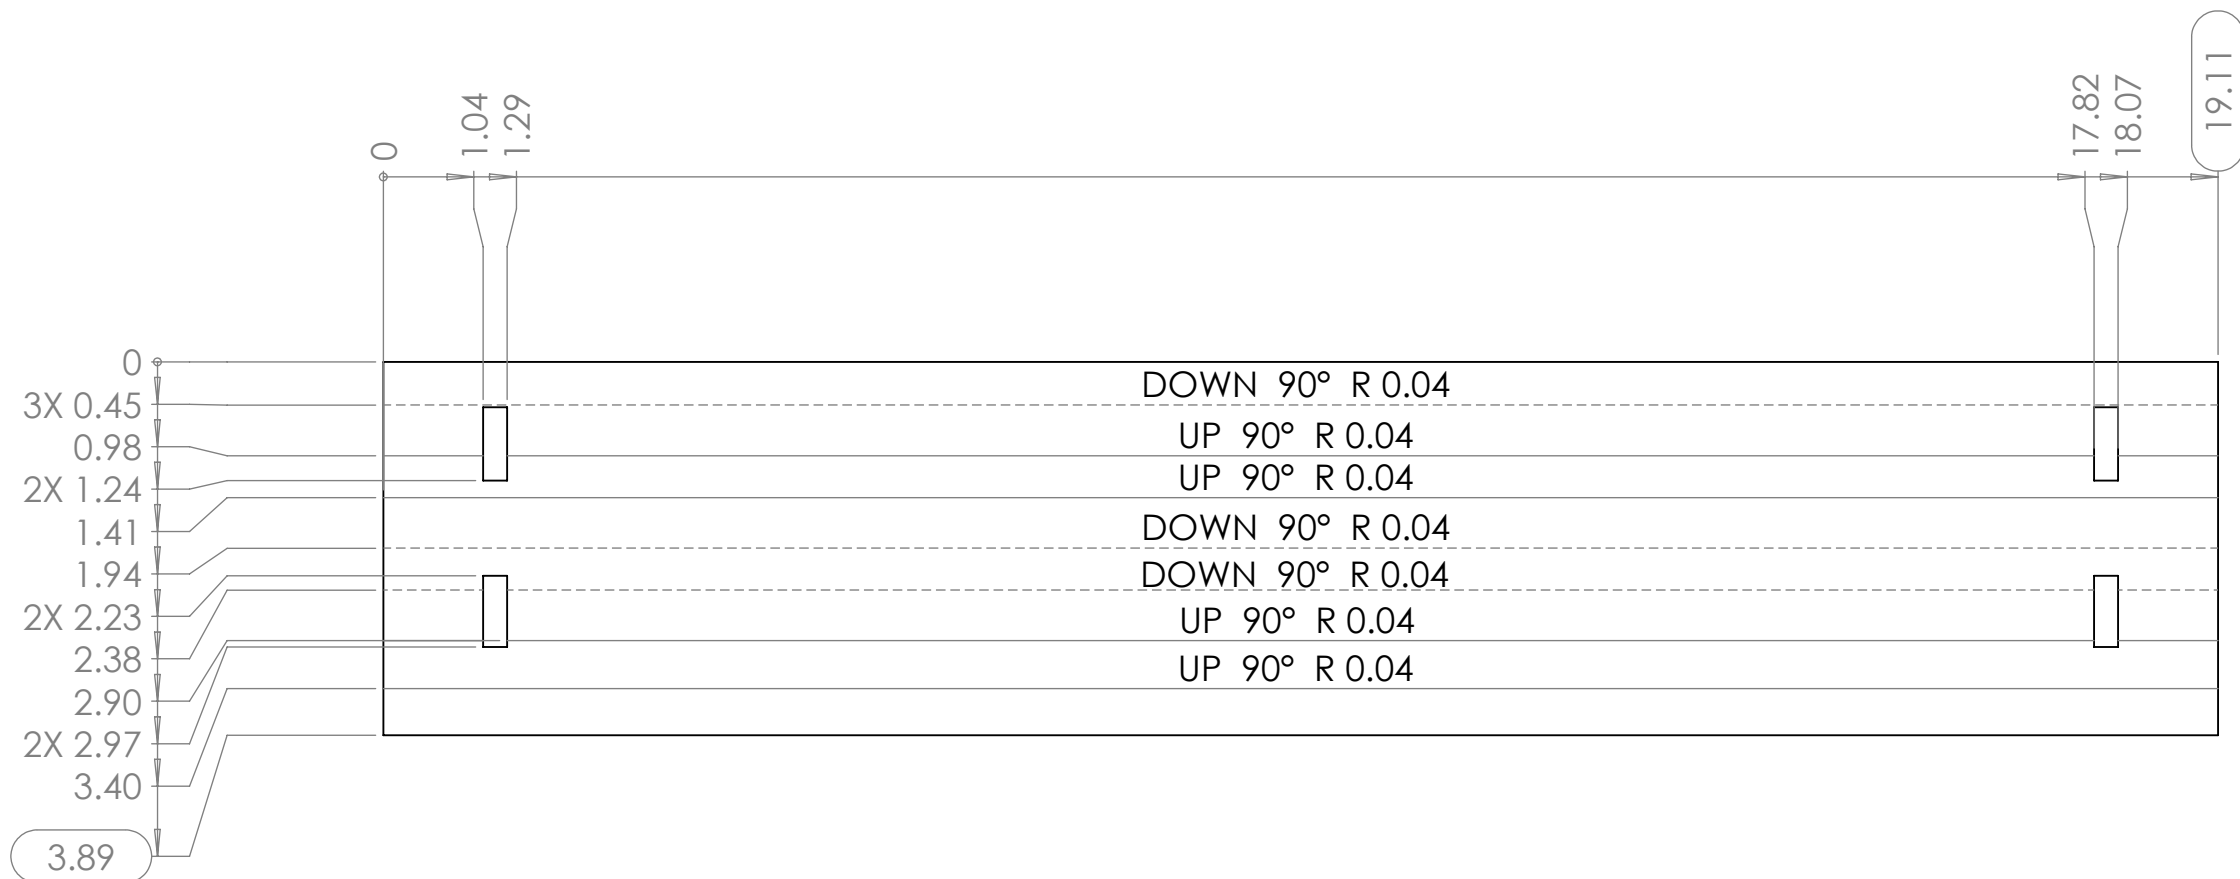 0
1.04
1.29
17.82
18.07
19.11
0
3X 0.45
0.98
2X 1.24
1.41
1.94
2X 2.23
2.38
2.90
2X 2.97
3.40
3.89
DOWN 90° R 0.04
UP 90° R 0.04
UP 90° R 0.04
DOWN 90° R 0.04
DOWN 90° R 0.04
UP 90° R 0.04
UP 90° R 0.04